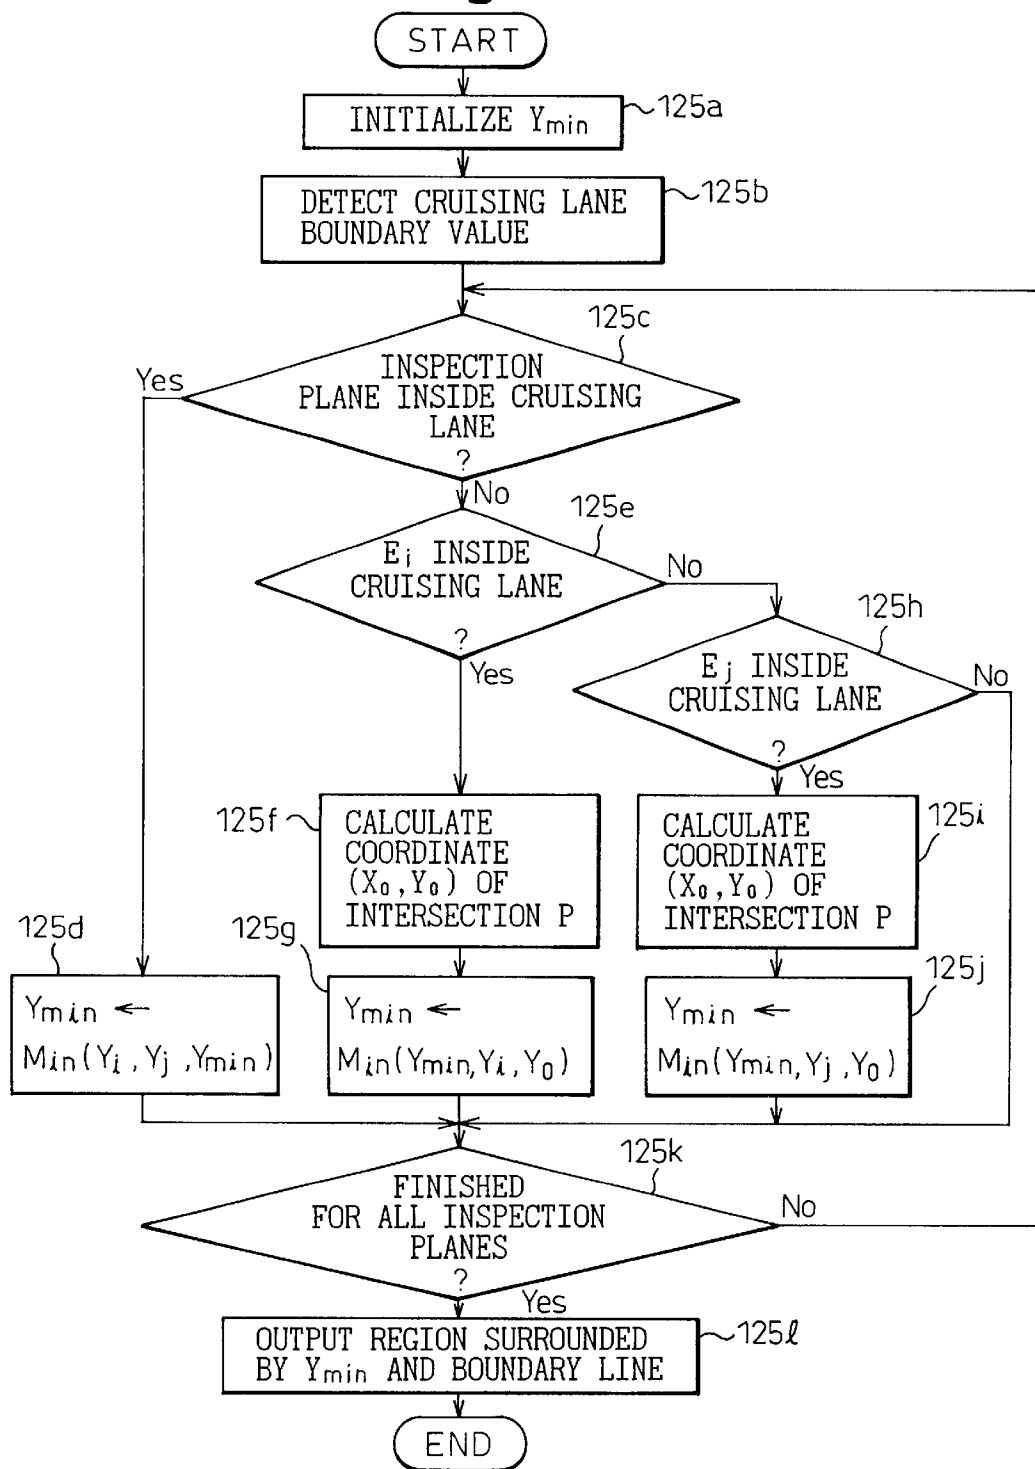 START
INITIALIZE Ymin
125a
DETECT CRUISING LANE
BOUNDARY VALUE
125b
125c
INSPECTION
PLANE INSIDE CRUISING
LANE
?
Yes
No
125e
Ei INSIDE
CRUISING LANE
?
No
Yes
125h
Ej INSIDE
CRUISING LANE
?
No
Yes
125f
CALCULATE
COORDINATE
(X0,Y0) OF
INTERSECTION P
125i
CALCULATE
COORDINATE
(X0,Y0) OF
INTERSECTION P
125d
Ymin ←
Min(Yi,Yj,Ymin)
125g
Ymin ←
Min(Ymin,Yi,Y0)
125j
Ymin ←
Min(Ymin,Yj,Y0)
125k
FINISHED
FOR ALL INSPECTION
PLANES
?
No
Yes
OUTPUT REGION SURROUNDED
BY Ymin AND BOUNDARY LINE
125l
END